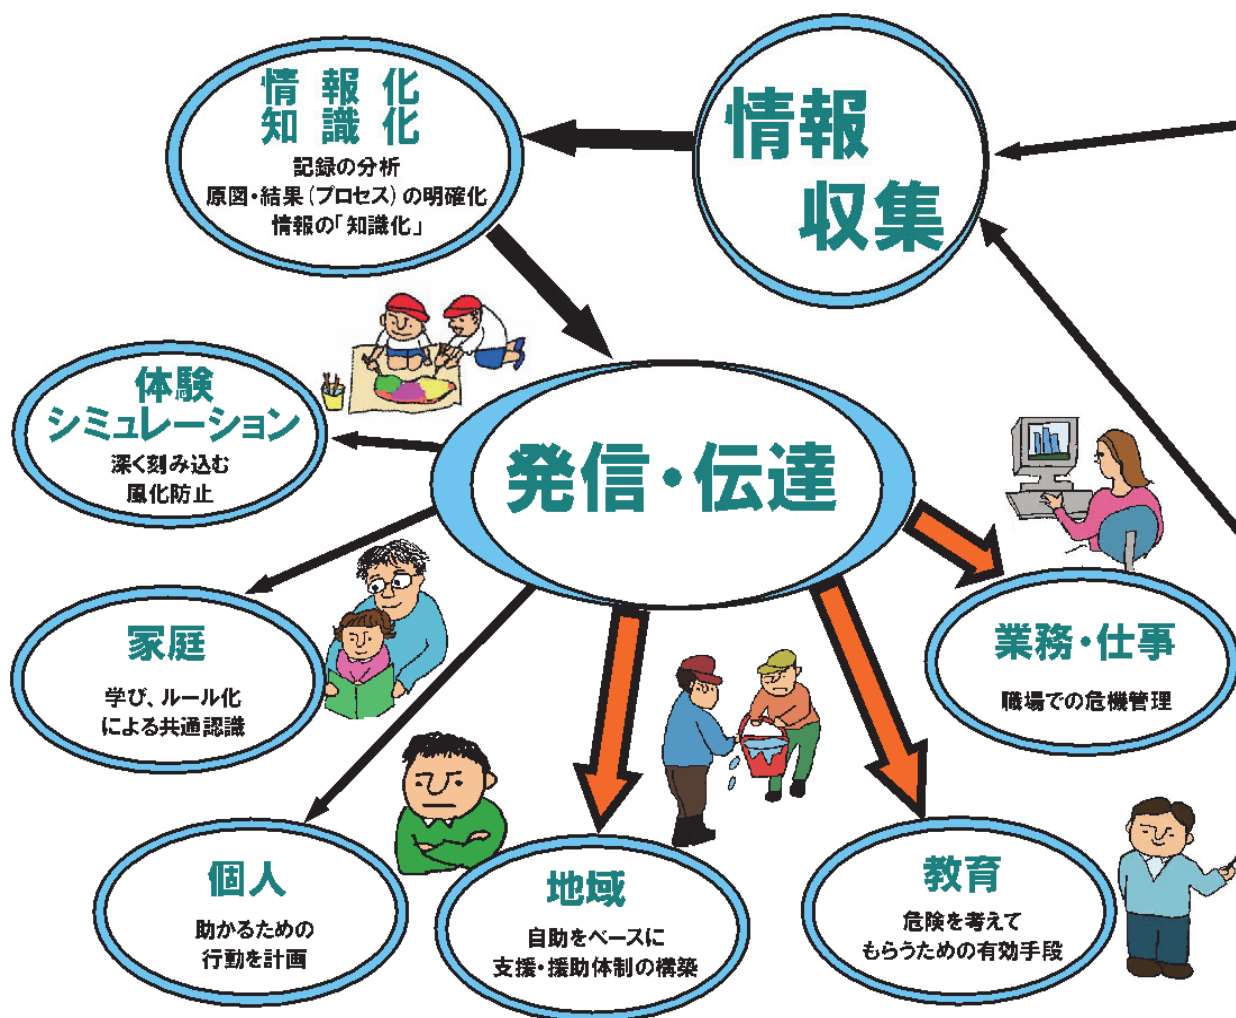 情報化
知識化
記録の分析
原図・結果(プロセス)の明確化
情報の「知識化」
情報
収集
体験
シミュレーション
深く刻み込む
風化防止
発信・伝達
家庭
学び、ルール化
による共通認識
業務・仕事
職場での危機管理
個人
助かるための
行動を計画
地域
自助をベースに
支援・援助体制の構築
教育
危険を考えて
もらうための有効手段